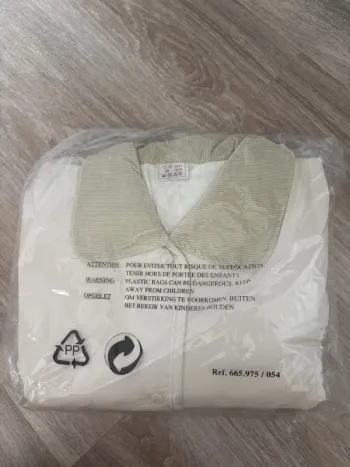 ATTENTION : POUR EVITER TOUT RISQUE DE SUFFOCATION
TENIR HORS DE PORTÉE DES ENFANTS
WARNING : PLASTIC BAGS CAN BE DANGEROUS, KEEP
AWAY FROM CHILDREN
OPGELET : OM VERSTIKKING TE VOORKOMEN, BUITEN
HET BEREIK VAN KINDEREN HOUDEN
PP
Ref. 665.975 / 054